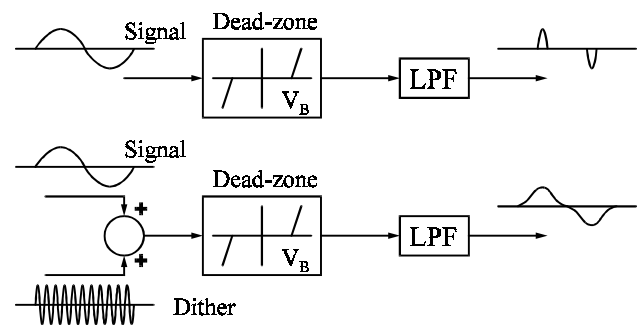 Dead-zone
Signal
V_B
LPF
Signal
Dead-zone
+
+
V_B
LPF
Dither